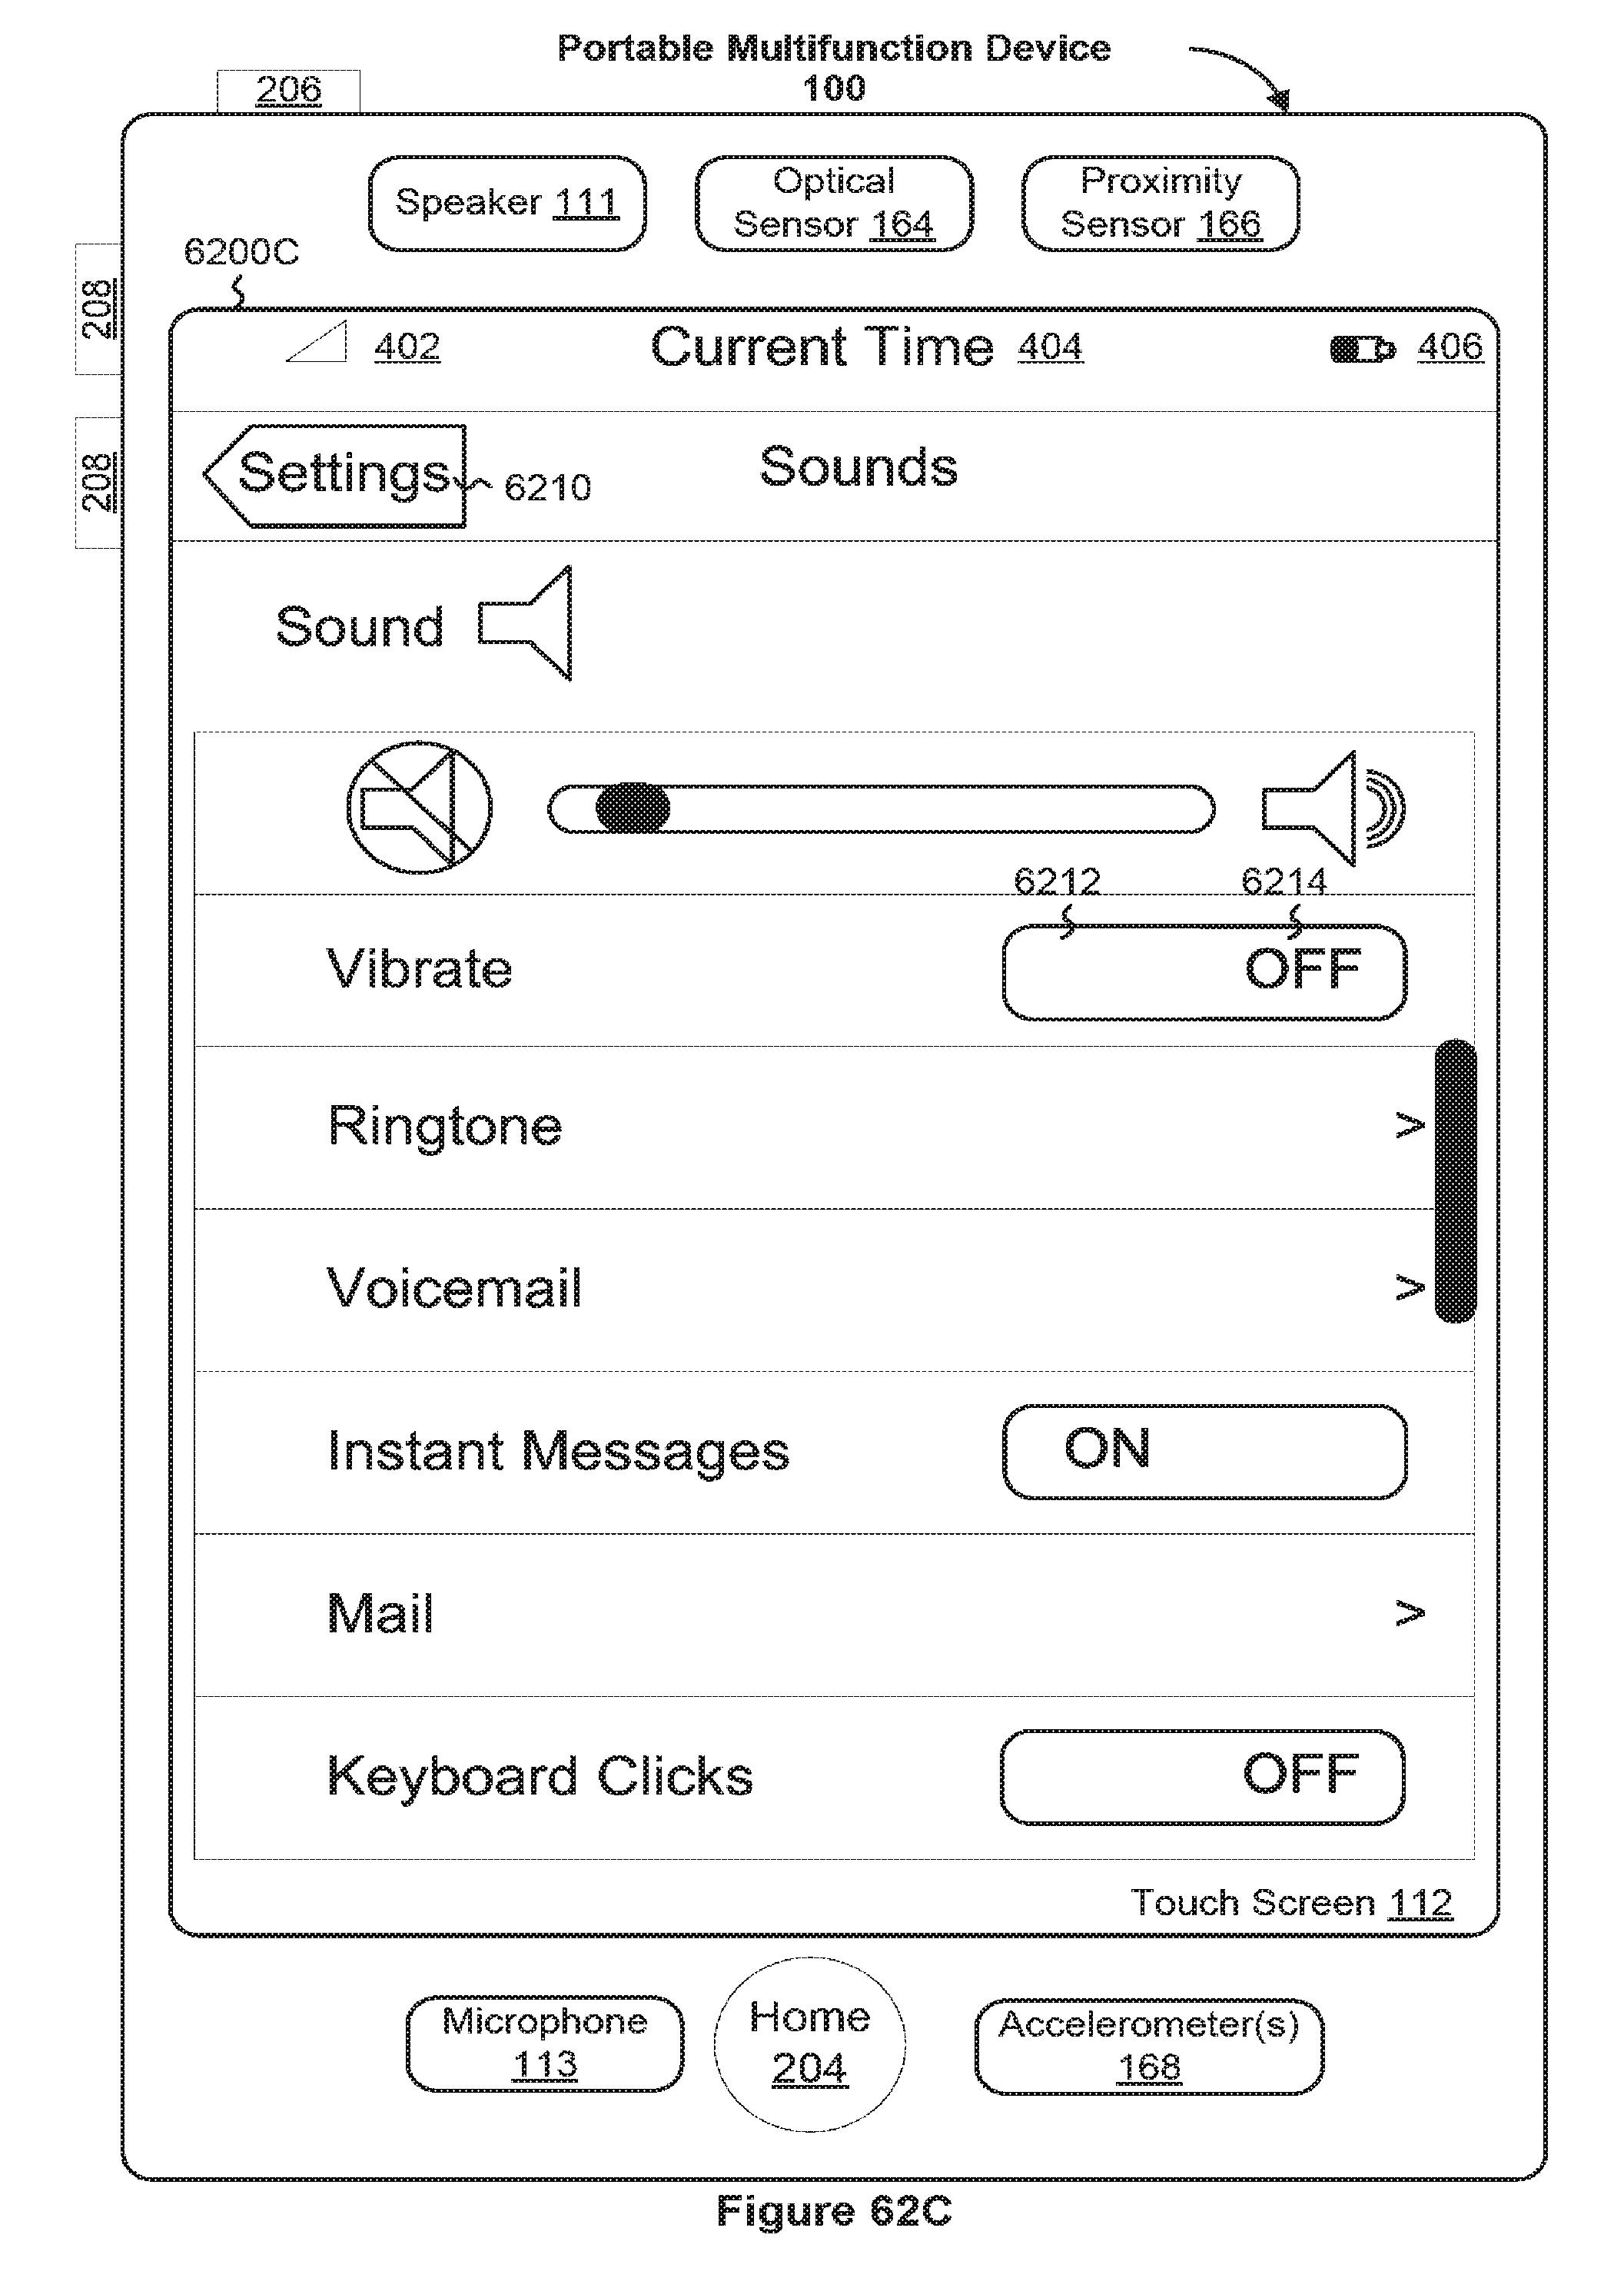 Portable Multifunction Device
100
206
Speaker 111
Optical
Sensor 164
Proximity
Sensor 166
6200C
208
208
402
Current Time 404
406
Settings
6210
Sounds
Sound
6212
6214
Vibrate
OFF
Ringtone
>
Voicemail
>
Instant Messages
ON
Mail
>
Keyboard Clicks
OFF
Touch Screen 112
Microphone
113
Home
204
Accelerometer(s)
168
Figure 62C